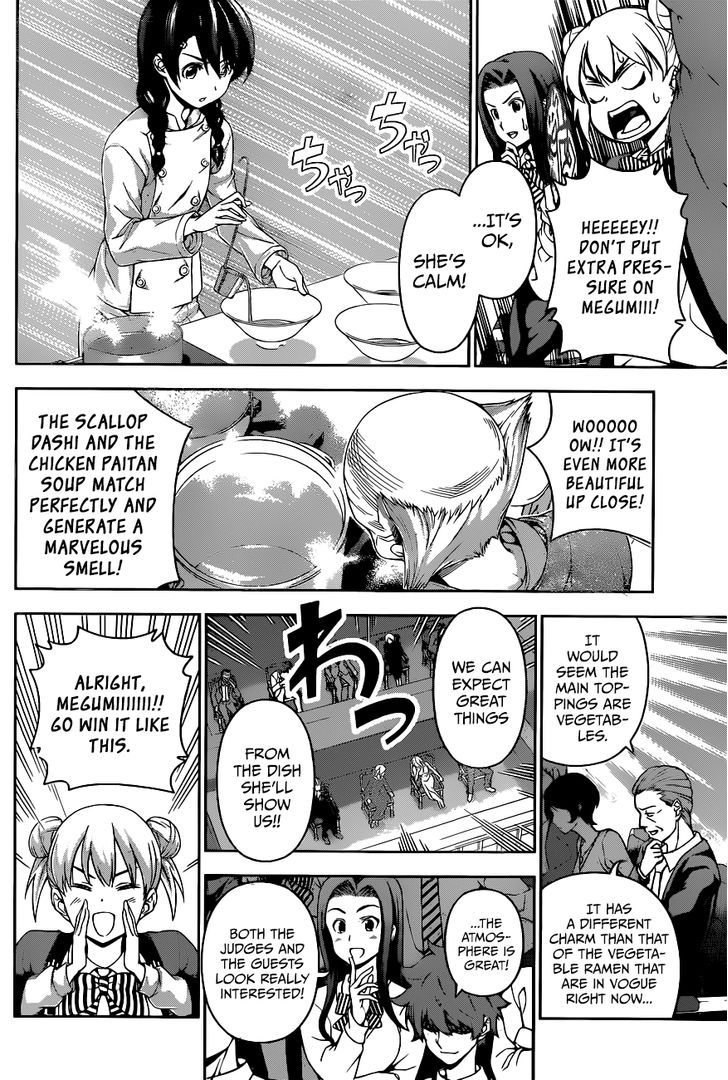 HEEEEEY!!
DON'T PUT
EXTRA PRES-
SURE ON
MEGUMIII!
...IT'S
OK,
SHE'S
CALM!
ちゃっ
ちゃっ
WOOOOO
OW!! IT'S
EVEN MORE
BEAUTIFUL
UP CLOSE!
THE SCALLOP
DASHI AND THE
CHICKEN PAITAN
SOUP MATCH
PERFECTLY AND
GENERATE A
MARVELOUS
SMELL!
IT
WOULD
SEEM THE
MAIN TOP-
PINGS ARE
VEGETAB-
LES.
IT HAS
A DIFFERENT
CHARM THAN THAT
OF THE VEGETA-
BLE RAMEN THAT
ARE IN VOGUE
RIGHT NOW...
WE CAN
EXPECT
GREAT
THINGS
わっ
FROM
THE DISH
SHE'LL
SHOW
US!!
...THE
ATMOS-
PHERE IS
GREAT!
BOTH THE
JUDGES AND
THE GUESTS
LOOK REALLY
INTERESTED!
ALRIGHT,
MEGUMIIIIIII!!
GO WIN IT LIKE
THIS.